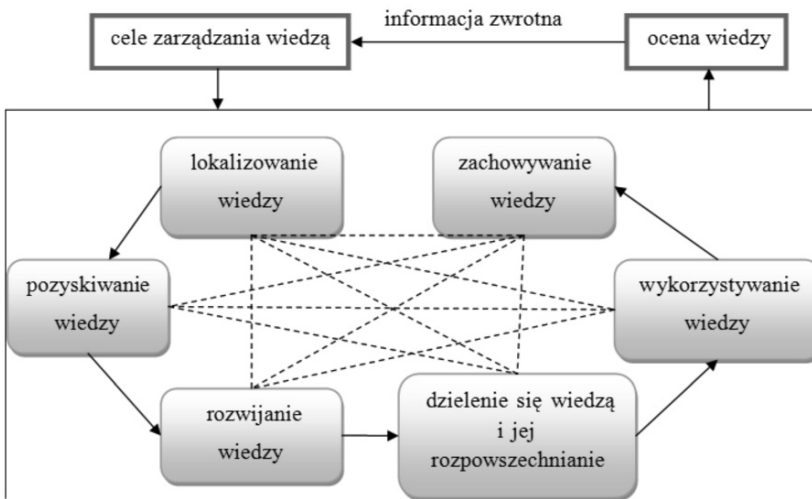 informacja zwrotna
cele zarządzania wiedzą
ocena wiedzy
lokalizowanie
wiedzy
zachowywanie
wiedzy
pozyskiwanie
wiedzy
wykorzystywanie
wiedzy
rozwijanie
wiedzy
dzielenie się wiedzą
i jej
rozpowszechnianie